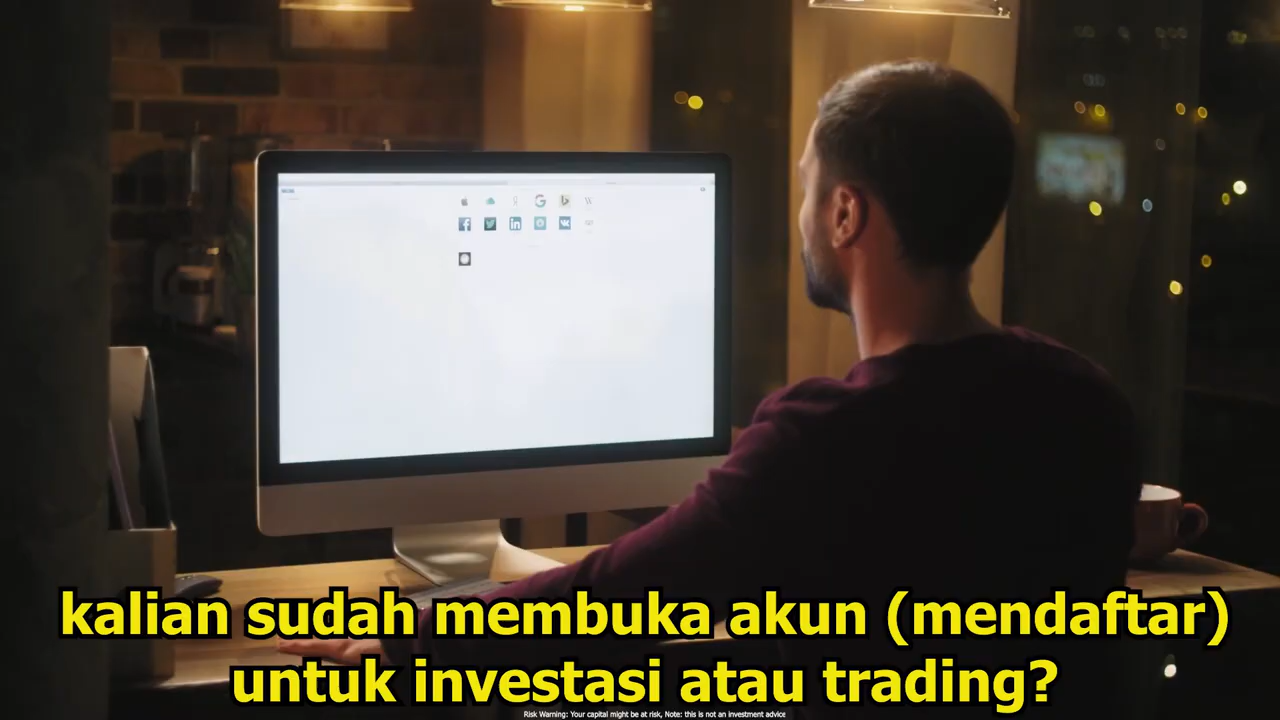 kalian sudah membuka akun (mendaftar)
untuk investasi atau trading?
Risk Warning: Your capital might be at risk, Note: this is not an investment advice